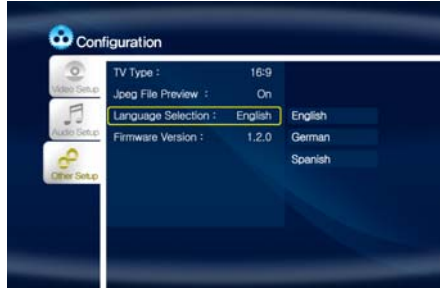 Configuration
Video Setup
Audio Setup
Other Setup
TV Type : 16:9
Jpeg File Preview : On
Language Selection : English
Firmware Version : 1.2.0
English
German
Spanish